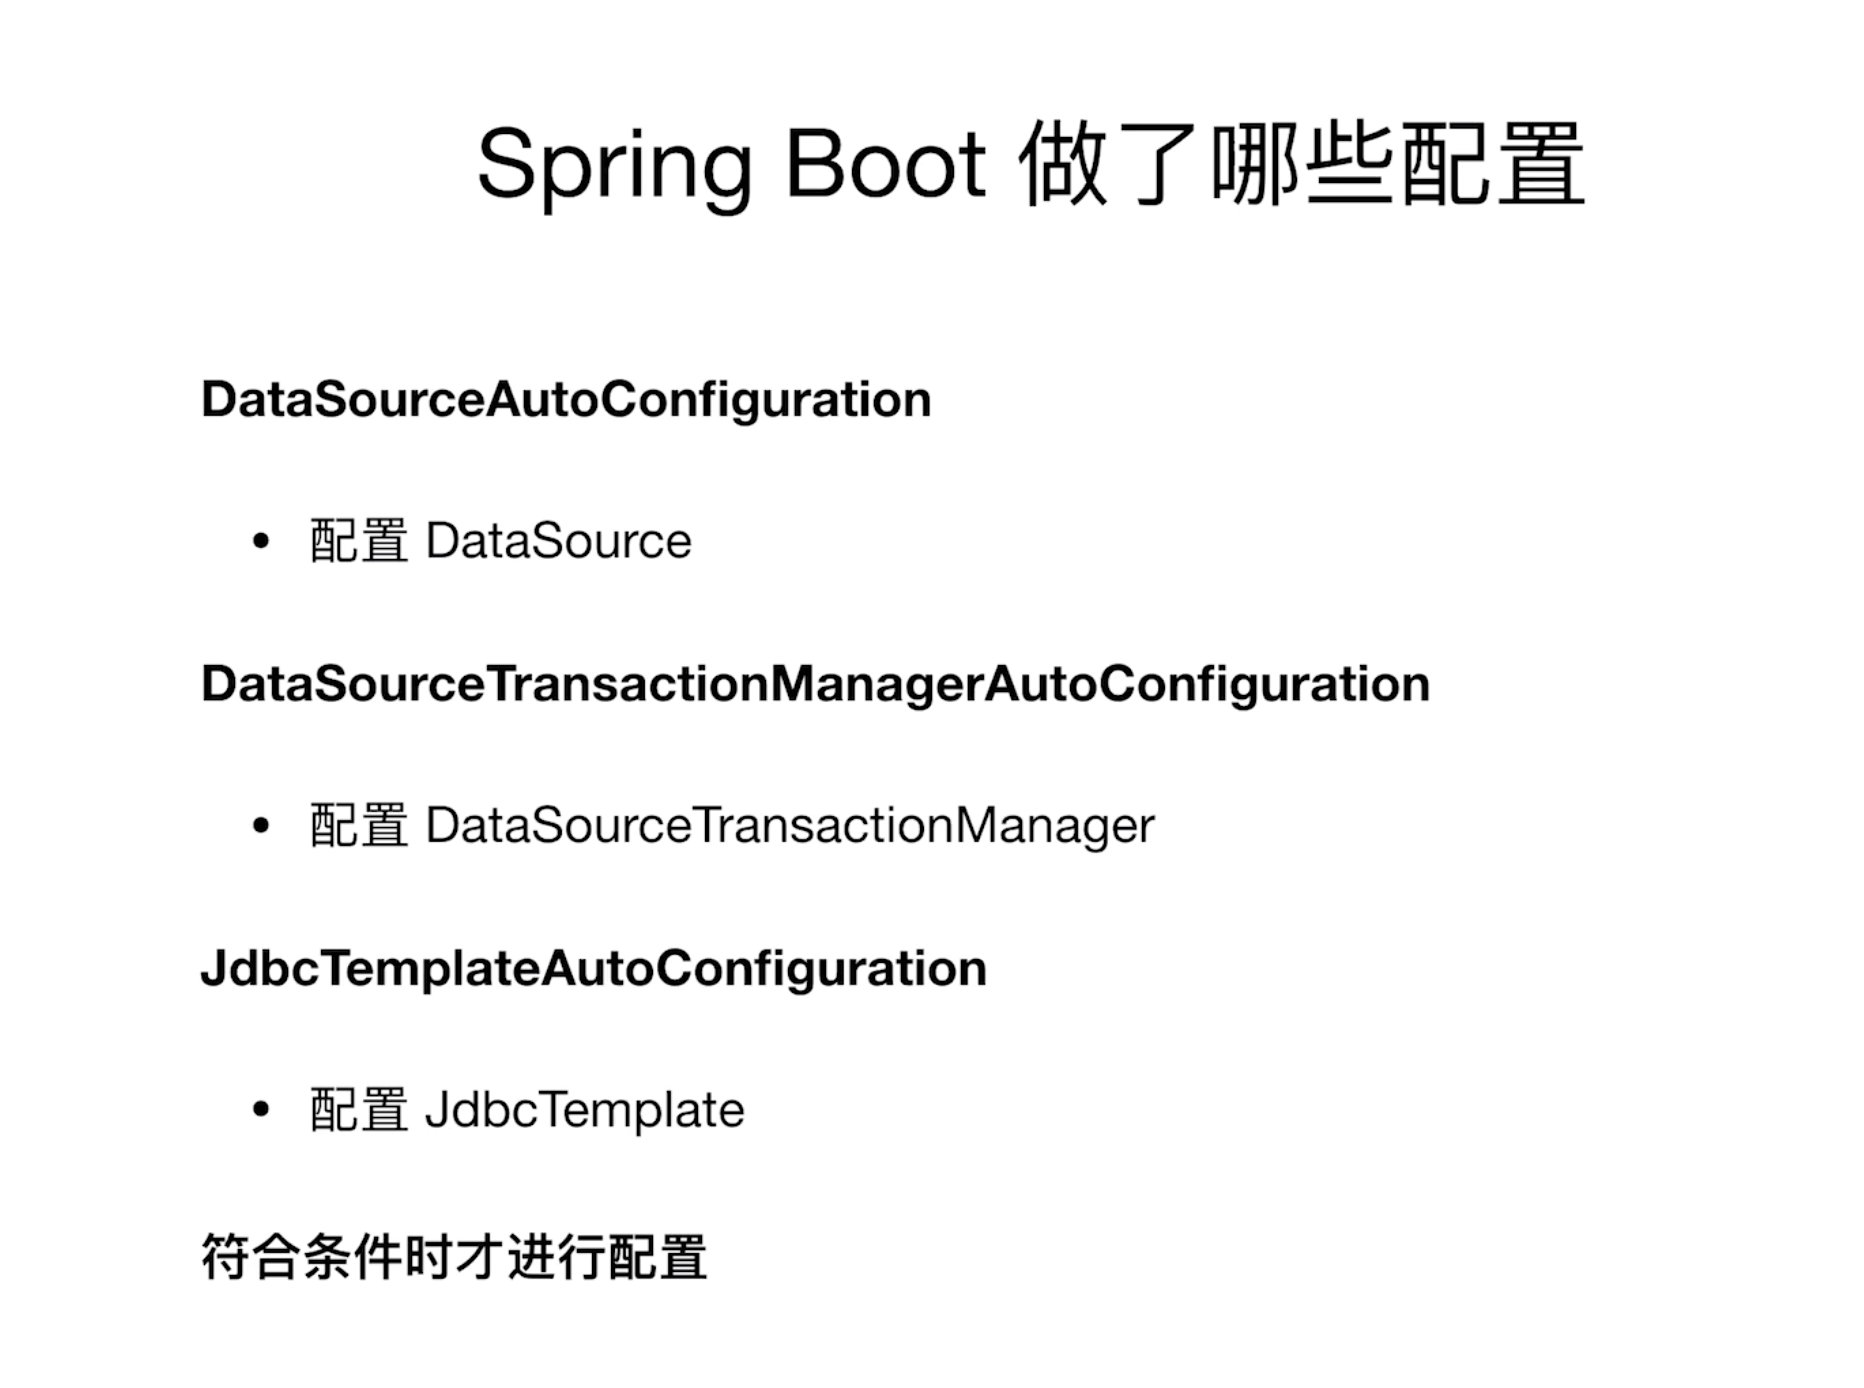 Spring Boot 做了哪些配置
DataSourceAutoConfiguration
• 配置 DataSource
DataSourceTransactionManagerAutoConfiguration
• 配置 DataSourceTransactionManager
JdbcTemplateAutoConfiguration
• 配置 JdbcTemplate
符合条件时才进行配置